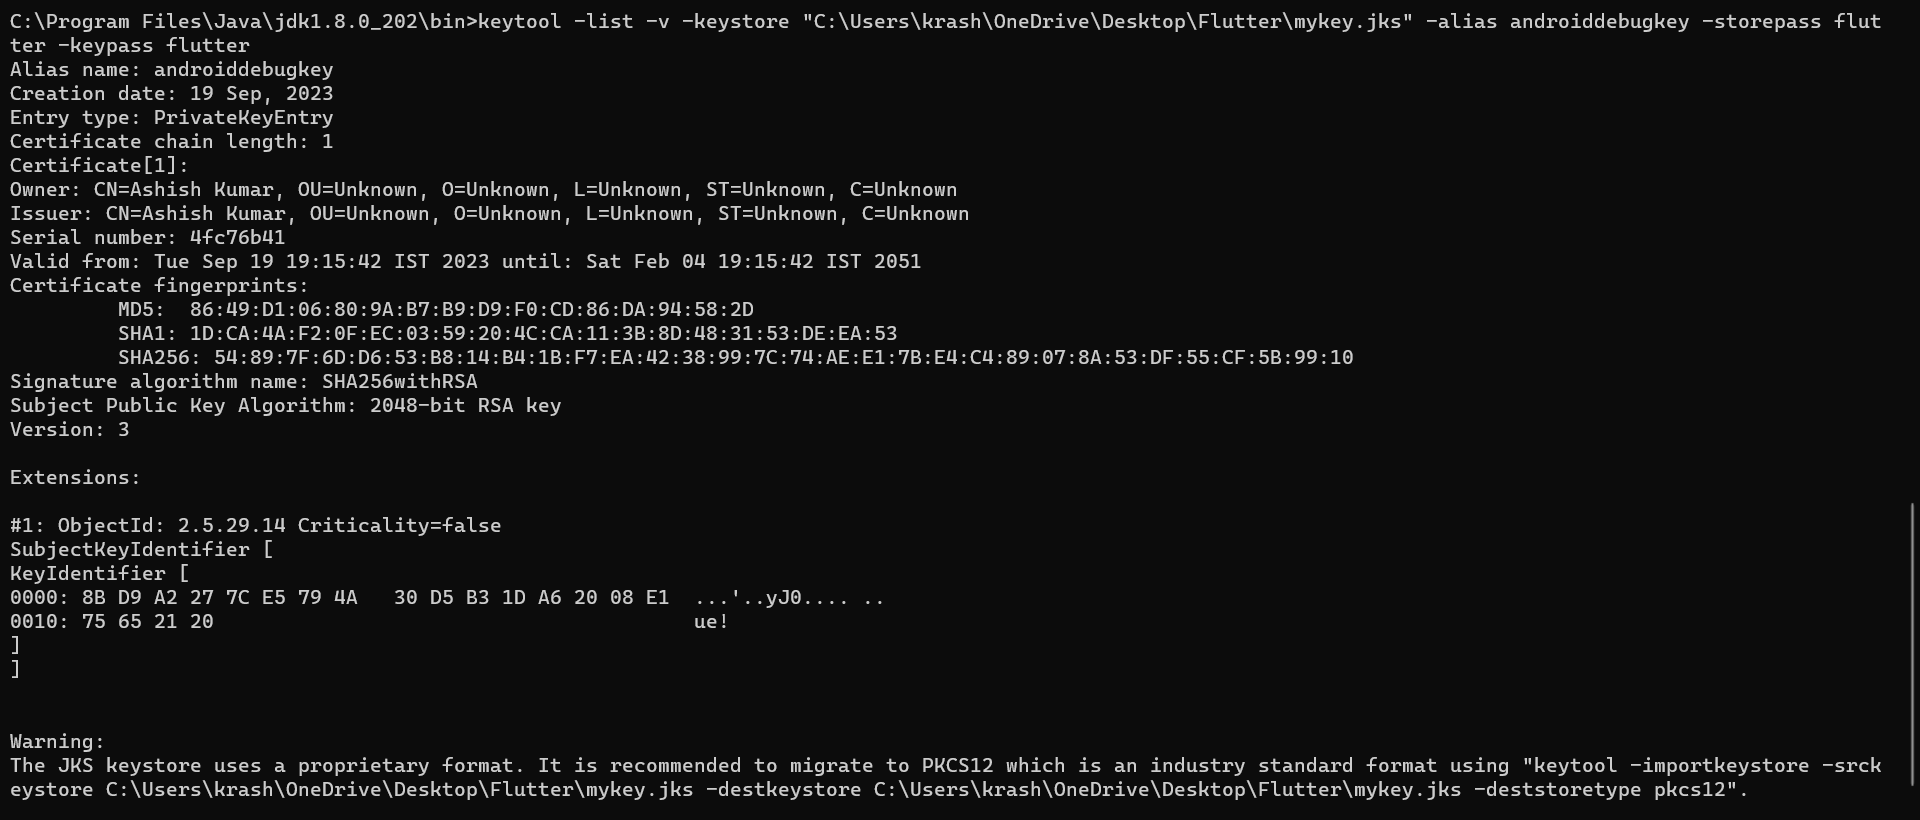 C:\Program Files\Java\jdk1.8.0_202\bin>keytool -list -v -keystore "C:\Users\krash\OneDrive\Desktop\Flutter\mykey.jks" -alias androiddebugkey -storepass flut
ter -keypass flutter
Alias name: androiddebugkey
Creation date: 19 Sep, 2023
Entry type: PrivateKeyEntry
Certificate chain length: 1
Certificate[1]:
Owner: CN=Ashish Kumar, OU=Unknown, O=Unknown, L=Unknown, ST=Unknown, C=Unknown
Issuer: CN=Ashish Kumar, OU=Unknown, O=Unknown, L=Unknown, ST=Unknown, C=Unknown
Serial number: 4fc76b41
Valid from: Tue Sep 19 19:15:42 IST 2023 until: Sat Feb 04 19:15:42 IST 2051
Certificate fingerprints:
MD5:  86:49:D1:06:80:9A:B7:B9:D9:F0:CD:86:DA:94:58:2D
SHA1: 1D:CA:4A:F2:0F:EC:03:59:20:4C:CA:11:3B:8D:48:31:53:DE:EA:53
SHA256: 54:89:7F:6D:D6:53:B8:14:B4:1B:F7:EA:42:38:99:7C:74:AE:E1:7B:E4:C4:89:07:8A:53:DF:55:CF:5B:99:10
Signature algorithm name: SHA256withRSA
Subject Public Key Algorithm: 2048-bit RSA key
Version: 3
Extensions:
#1: ObjectId: 2.5.29.14 Criticality=false
SubjectKeyIdentifier [
KeyIdentifier [
0000: 8B D9 A2 27 7C E5 79 4A   30 D5 B3 1D A6 20 08 E1  ...'..yJ0.... ..
0010: 75 65 21 20                                        ue!
]
]
Warning:
The JKS keystore uses a proprietary format. It is recommended to migrate to PKCS12 which is an industry standard format using "keytool -importkeystore -srck
eystore C:\Users\krash\OneDrive\Desktop\Flutter\mykey.jks -destkeystore C:\Users\krash\OneDrive\Desktop\Flutter\mykey.jks -deststoretype pkcs12".